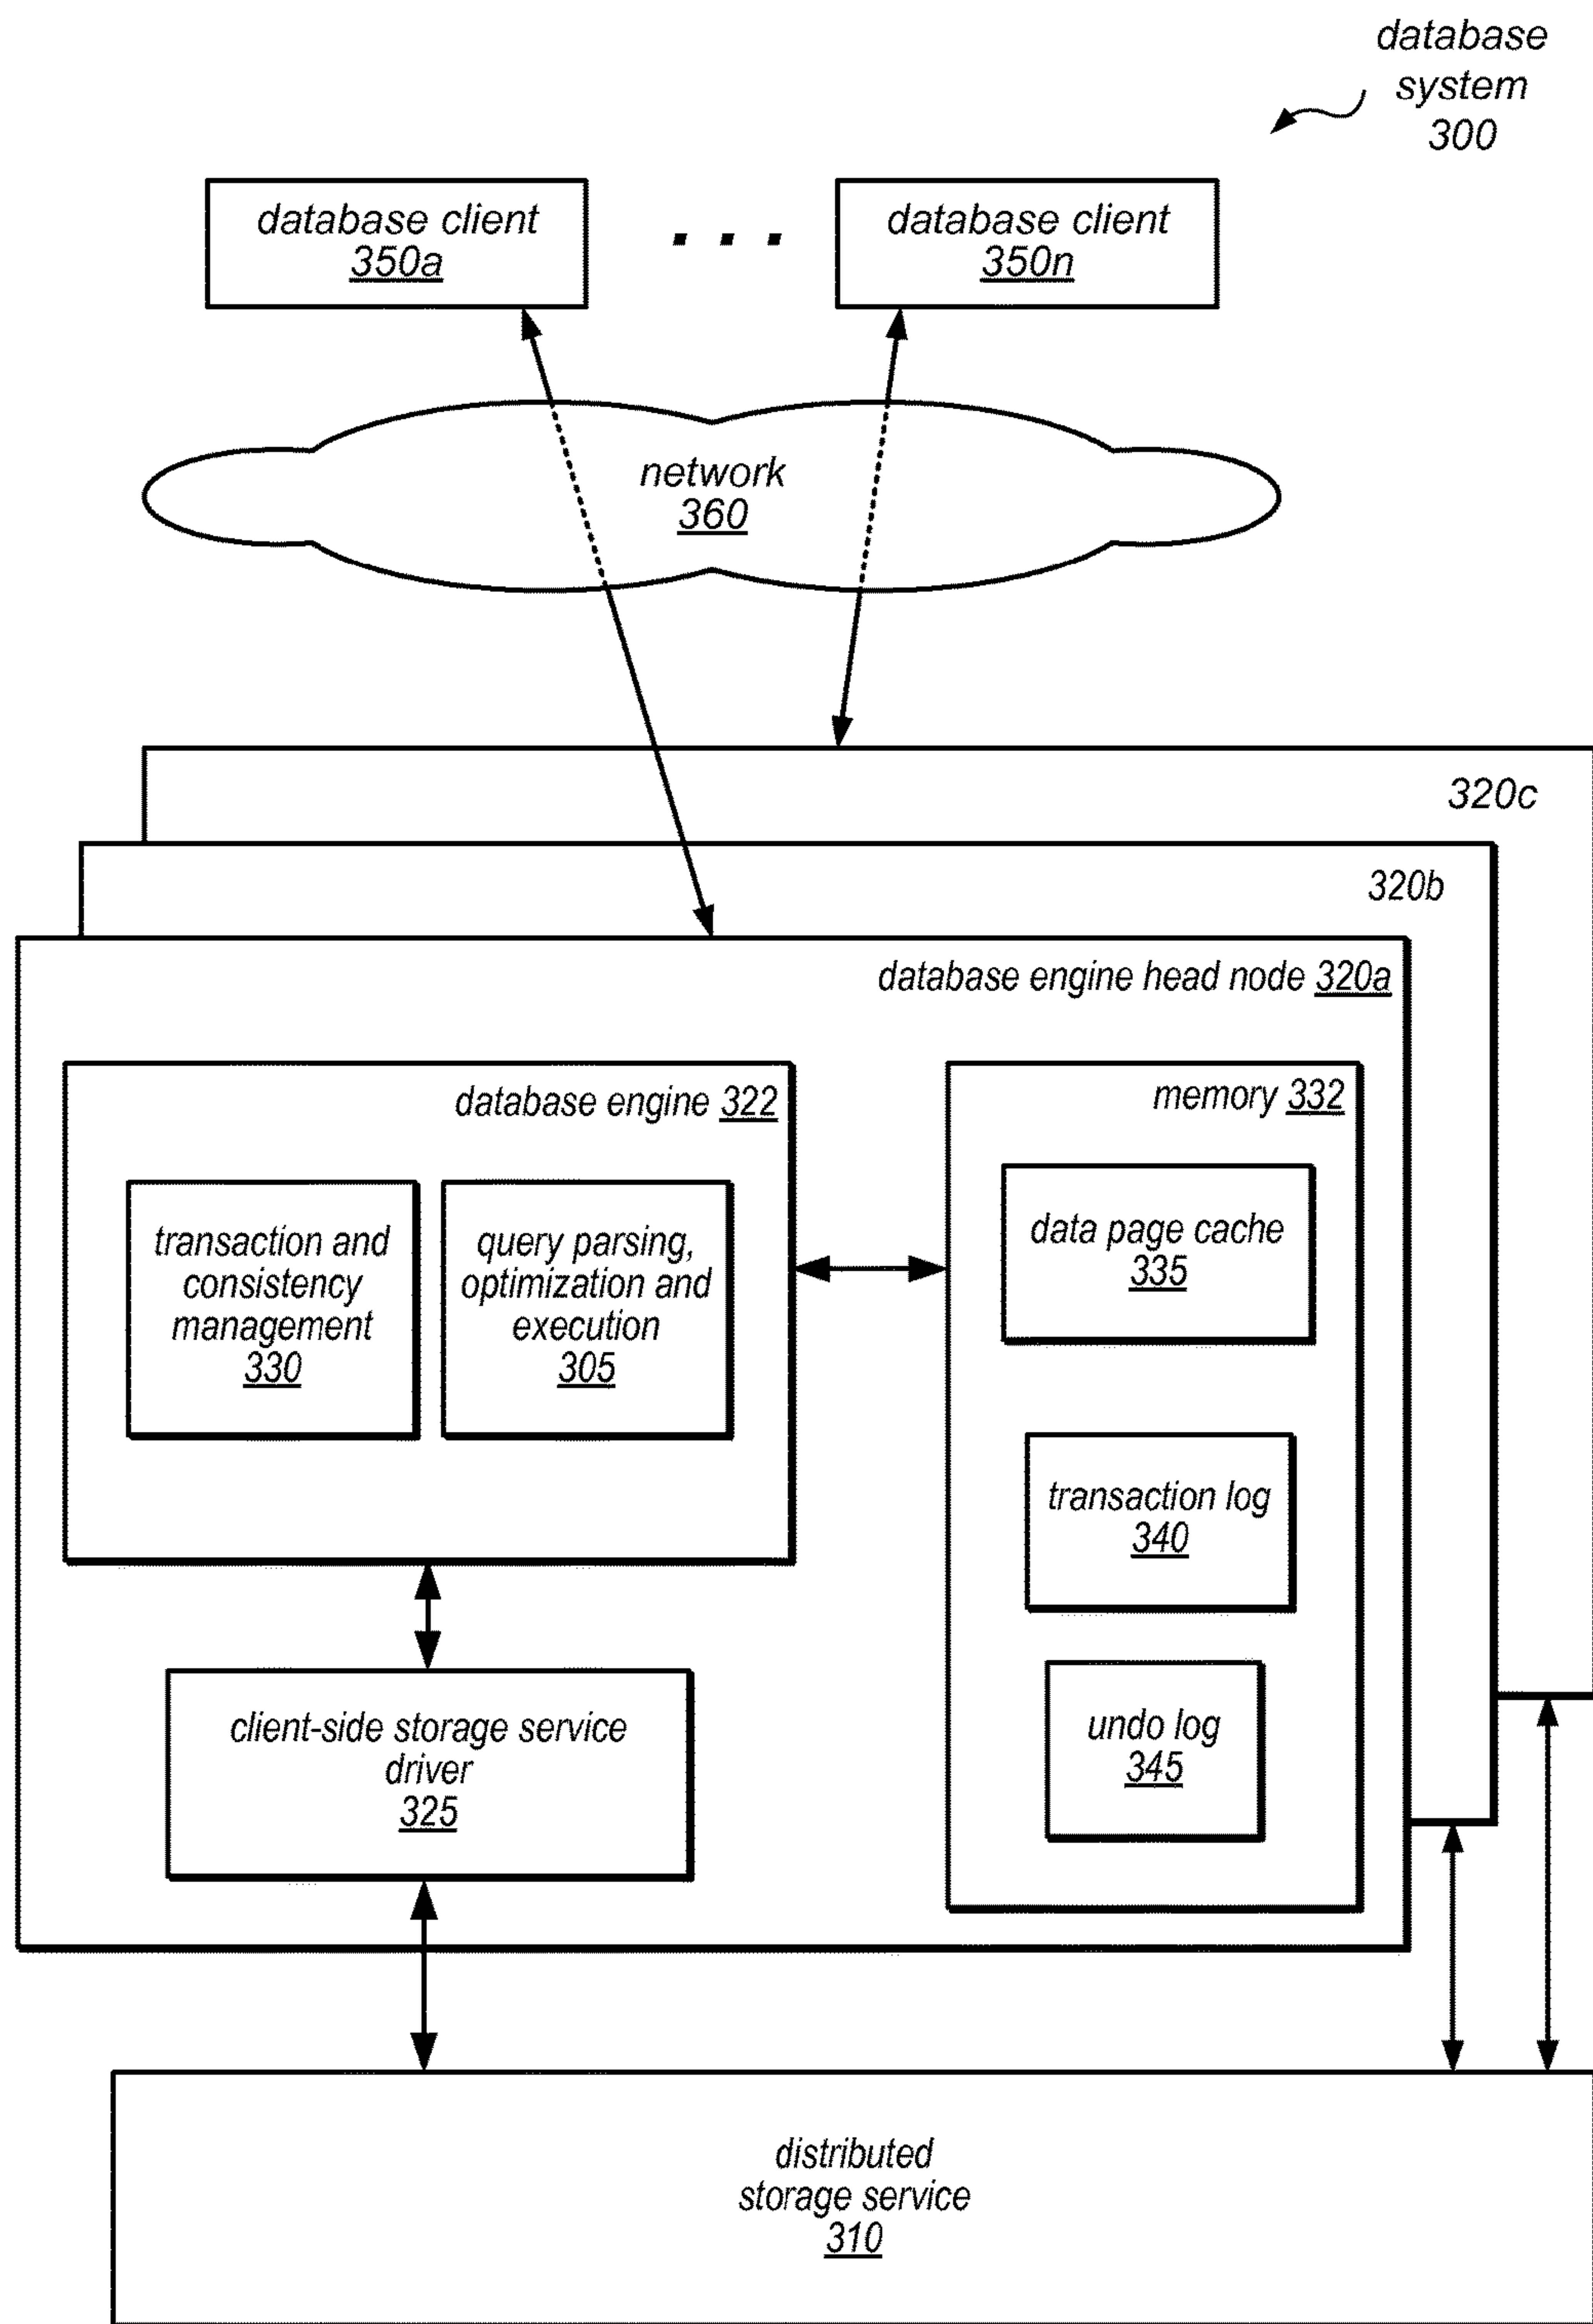 database
system
300
database client
350a
. . .
database client
350n
network
360
320c
320b
database engine head node 320a
database engine 322
memory 332
transaction and
consistency
management
330
query parsing,
optimization and
execution
305
data page cache
335
transaction log
340
undo log
345
client-side storage service
driver
325
distributed
storage service
310